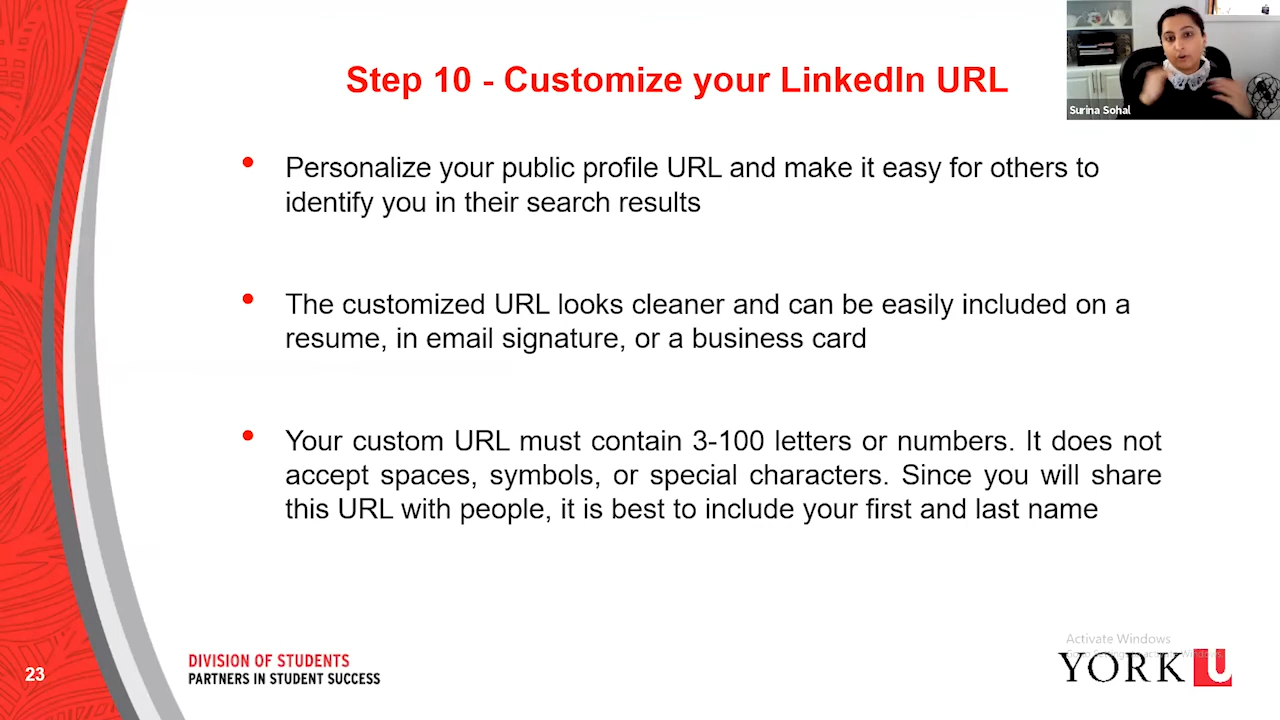 Step 10 - Customize your LinkedIn URL
Surina Sohal
Personalize your public profile URL and make it easy for others to
identify you in their search results
The customized URL looks cleaner and can be easily included on a
resume, in email signature, or a business card
Your custom URL must contain 3-100 letters or numbers. It does not
accept spaces, symbols, or special characters. Since you will share
this URL with people, it is best to include your first and last name
Activate Windows
23
DIVISION OF STUDENTS
PARTNERS IN STUDENT SUCCESS
YORK U